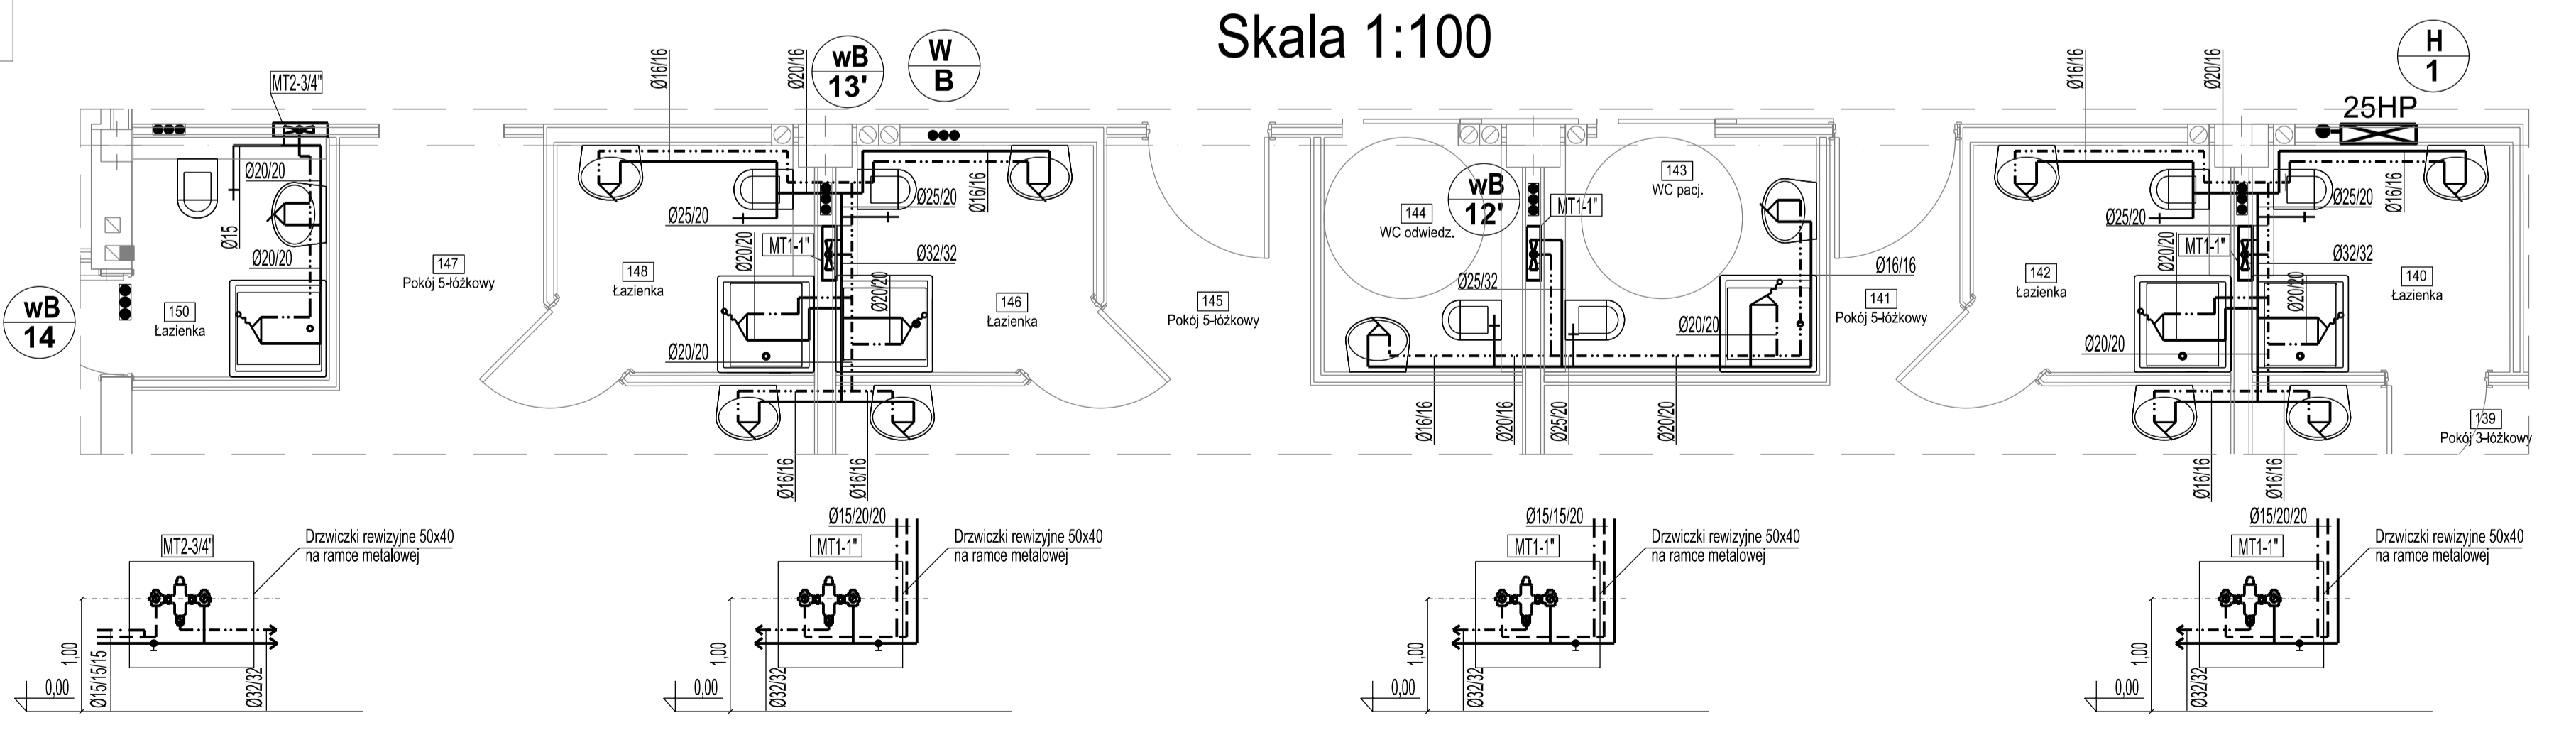 Skala 1:100
MT2-3/4"
Ø16/16
Ø20/16
wB
13'
W
B
Ø16/16
Ø20/16
H
1
25HP
Ø20/20
Ø15
Ø20/20
150
Łazienka
wB
14
147
Pokój 5-łóżkowy
148
Łazienka
Ø25/20
Ø20/20
MT1-1"
Ø25/20
Ø16/16
Ø32/32
Ø20/20
Ø20/20
146
Łazienka
Ø16/16
Ø16/16
145
Pokój 5-łóżkowy
144
WC odwiedz.
wB
12'
MT1-1"
143
WC pacj.
Ø25/32
Ø20/20
Ø16/16
Ø16/16
Ø20/16
Ø25/20
Ø20/20
141
Pokój 5-łóżkowy
142
Łazienka
Ø25/20
Ø20/20
MT1-1"
Ø25/20
Ø16/16
Ø32/32
Ø20/20
Ø20/20
140
Łazienka
139
Pokój 3-łóżkowy
Ø16/16
Ø16/16
MT2-3/4"
Drzwiczki rewizyjne 50x40
na ramce metalowej
1,00
0,00
Ø15/15/15
Ø32/32
Ø15/20/20
MT1-1"
Drzwiczki rewizyjne 50x40
na ramce metalowej
1,00
0,00
Ø32/32
Ø15/15/20
MT1-1"
Drzwiczki rewizyjne 50x40
na ramce metalowej
1,00
0,00
Ø32/32
Ø15/20/20
MT1-1"
Drzwiczki rewizyjne 50x40
na ramce metalowej
1,00
0,00
Ø32/32